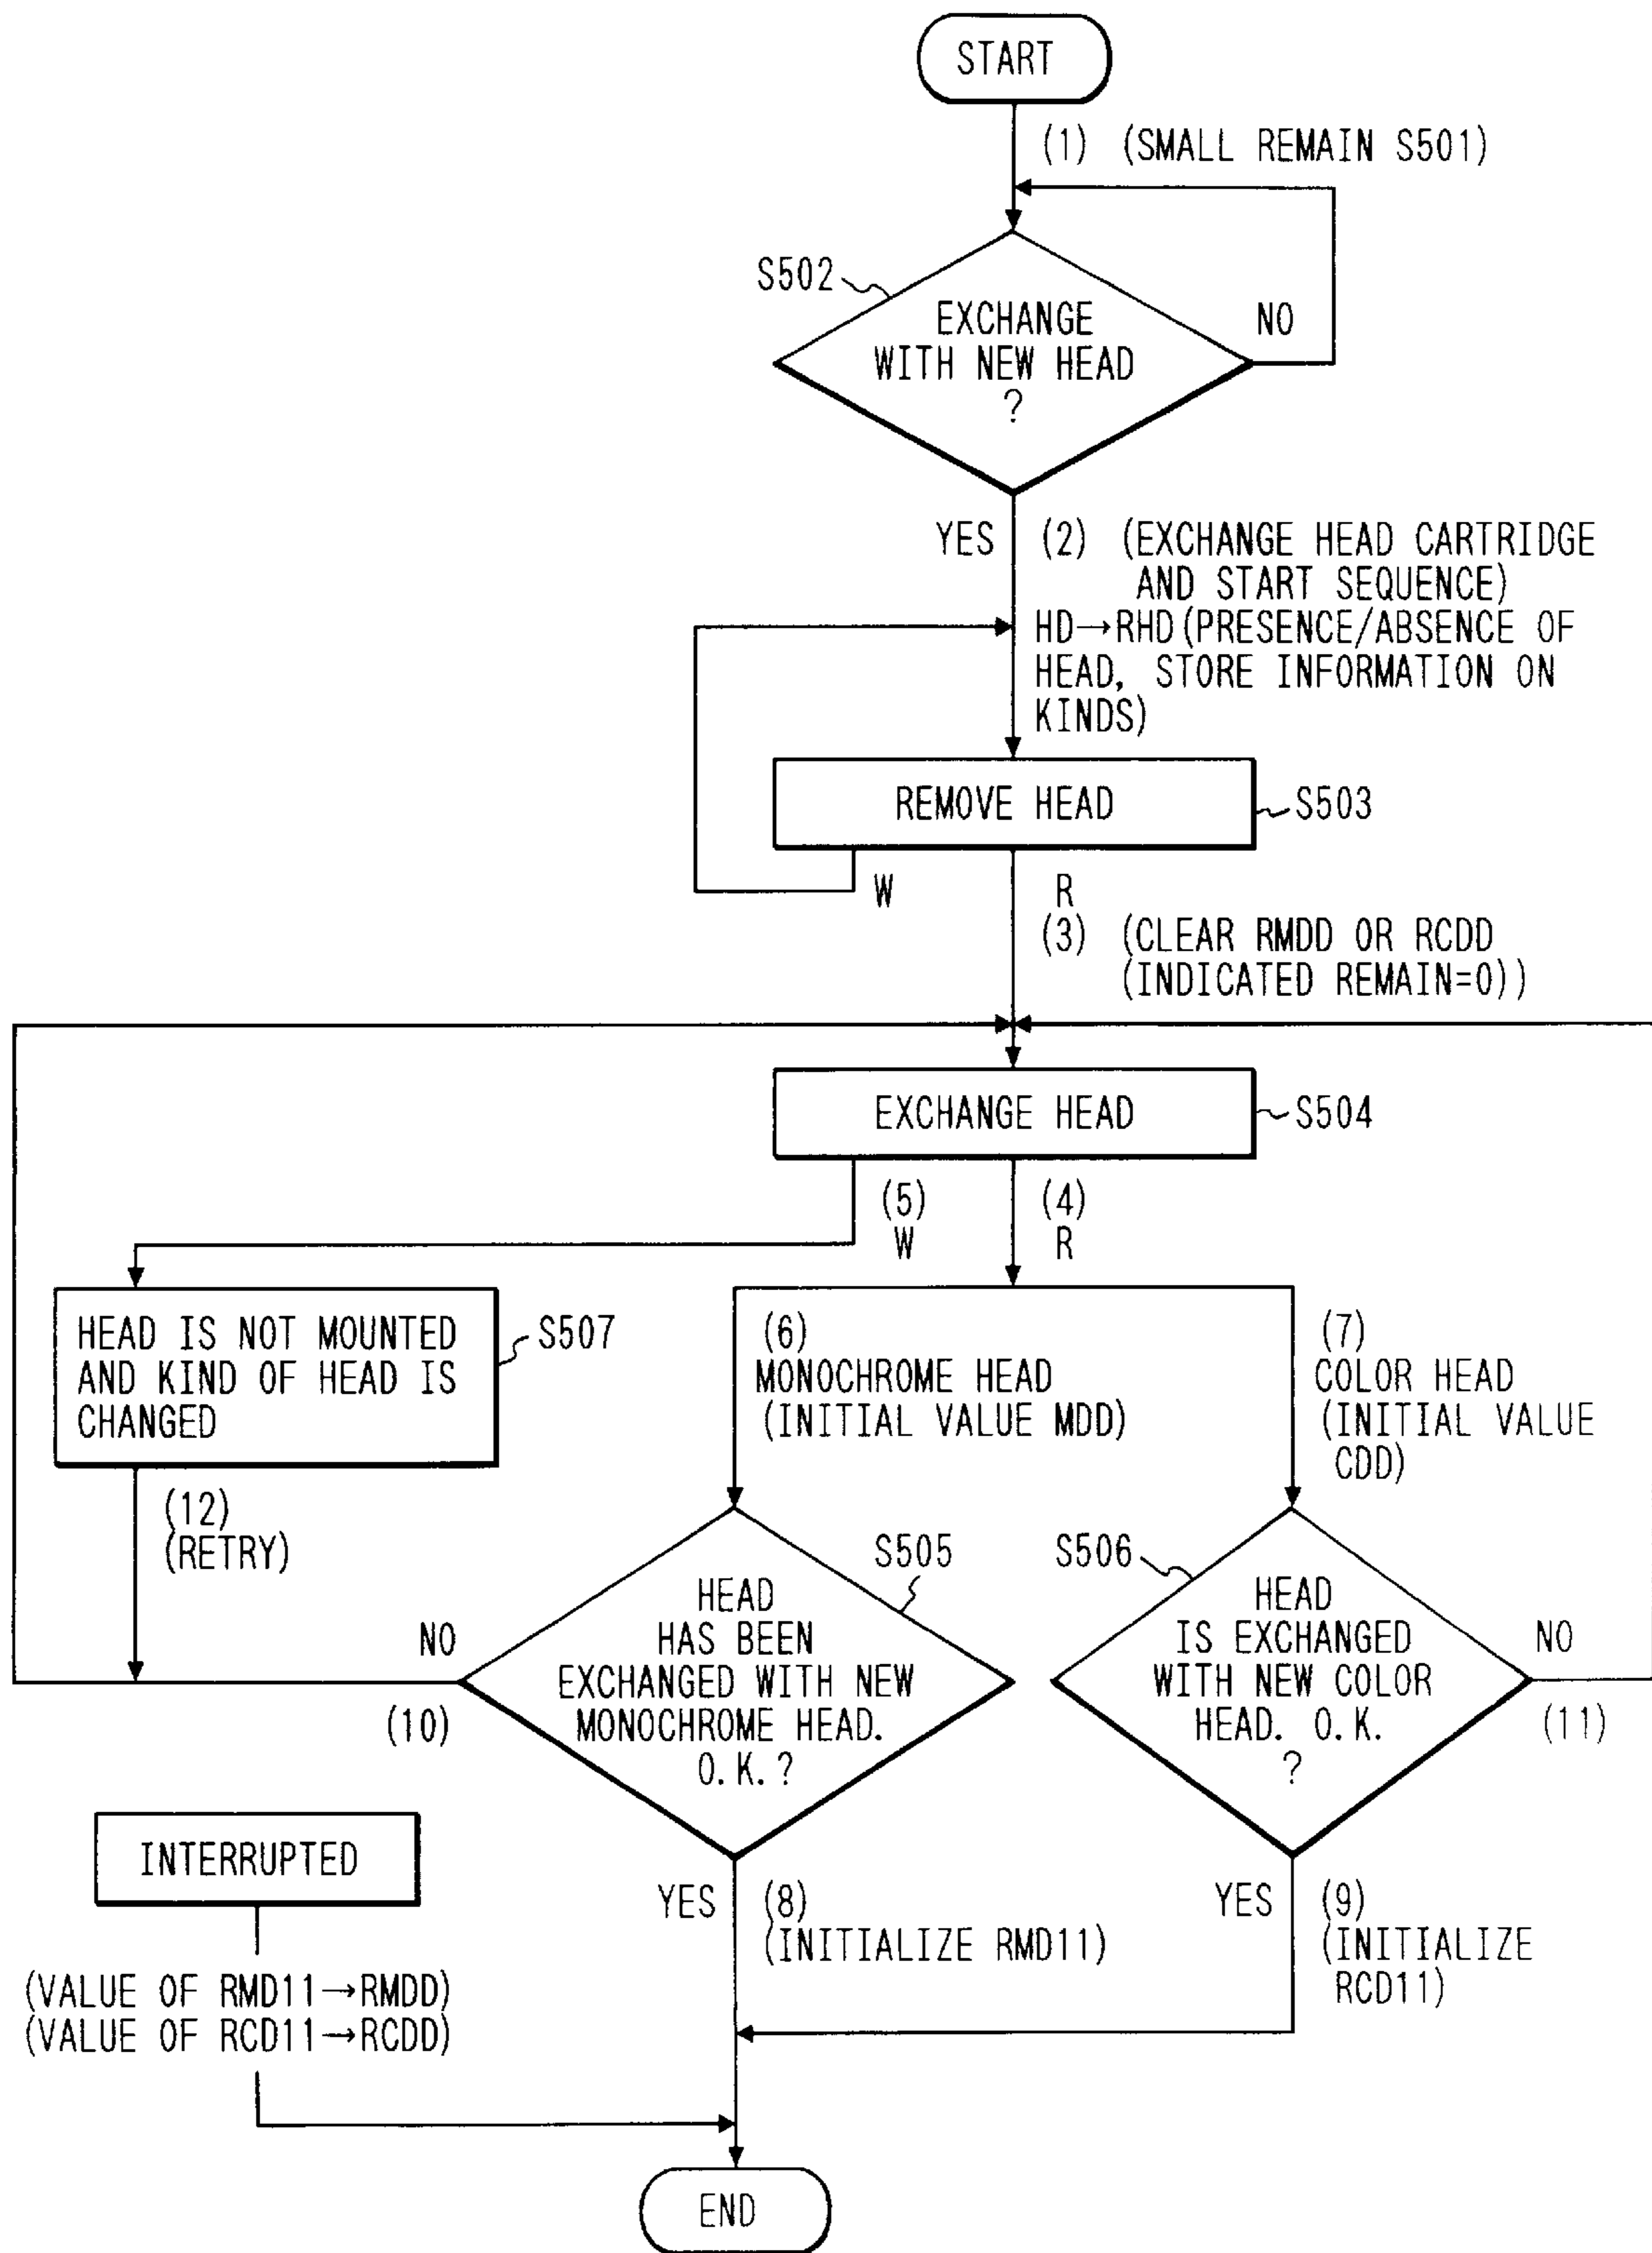 START
(1) (SMALL REMAIN S501)
S502
EXCHANGE
WITH NEW HEAD
?
NO
YES
(2) (EXCHANGE HEAD CARTRIDGE
AND START SEQUENCE)
HD→RHD(PRESENCE/ABSENCE OF
HEAD, STORE INFORMATION ON
KINDS)
REMOVE HEAD
S503
W
R
(3) (CLEAR RMDD OR RCDD
(INDICATED REMAIN=0))
EXCHANGE HEAD
S504
(5)
W
(4)
R
HEAD IS NOT MOUNTED
AND KIND OF HEAD IS
CHANGED
S507
(6)
MONOCHROME HEAD
(INITIAL VALUE MDD)
(7)
COLOR HEAD
(INITIAL VALUE
CDD)
(12)
(RETRY)
S505
HEAD
HAS BEEN
EXCHANGED WITH NEW
MONOCHROME HEAD.
O.K.?
NO
(10)
S506
HEAD
IS EXCHANGED
WITH NEW COLOR
HEAD. O.K.
?
NO
(11)
INTERRUPTED
(VALUE OF RMD11→RMDD)
(VALUE OF RCD11→RCDD)
YES
(8)
(INITIALIZE RMD11)
YES
(9)
(INITIALIZE
RCD11)
END